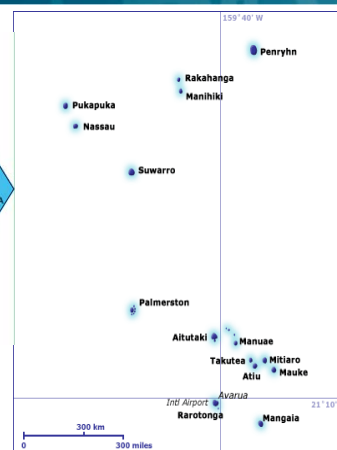 159°40' W
Penryhn
Rakahanga
Manihiki
Pukapuka
Nassau
Suwarro
A
Palmerston
Aitutaki
Manuae
Takutea
Mitiaro
Atiu
Mauke
Avarua
Intl Airport
21°10'
Rarotonga
Mangaia
300 km
0
300 miles